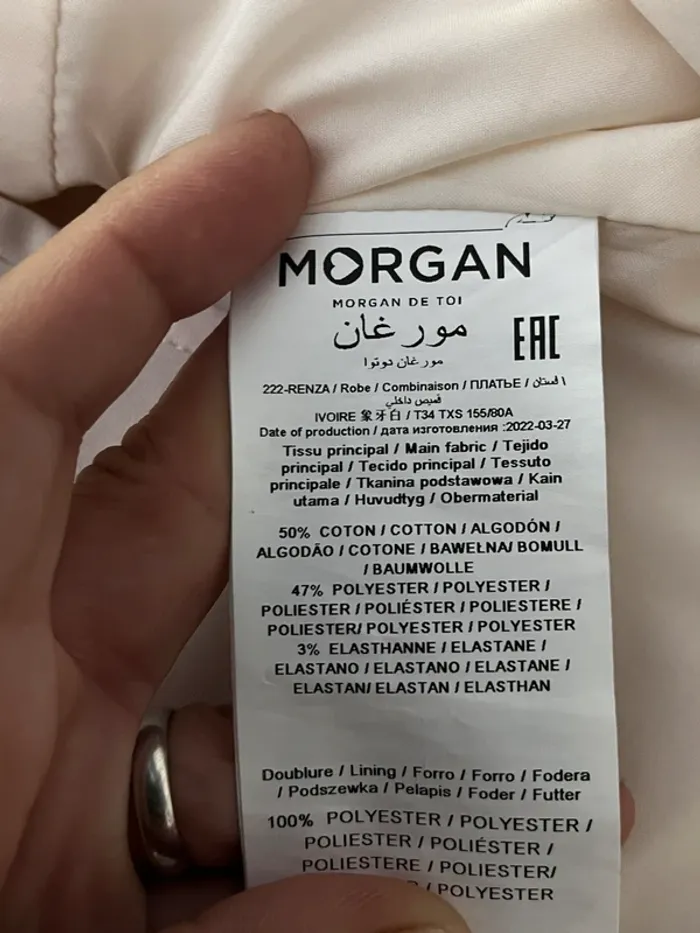 MORGAN
MORGAN DE TOI
مورغان
EAC
مورغان دوتوا
222-RENZA / Robe / Combinaison / ПЛАТЬЕ / فستان \
قميص داخلي
IVOIRE 象牙白 / T34 TXS 155/80A
Date of production / дата изготовления :2022-03-27
Tissu principal / Main fabric / Tejido
principal / Tecido principal / Tessuto
principale / Tkanina podstawowa / Kain
utama / Huvudtyg / Obermaterial
50% COTON / COTTON / ALGODÓN /
ALGODÃO / COTONE / BAWEŁNA/ BOMULL
/ BAUMWOLLE
47% POLYESTER / POLYESTER /
POLIESTER / POLIÉSTER / POLIESTERE /
POLIESTER/ POLYESTER / POLYESTER
3% ELASTHANNE / ELASTANE /
ELASTANO / ELASTANO / ELASTANE /
ELASTAN/ ELASTAN / ELASTHAN
Doublure / Lining / Forro / Forro / Fodera
/ Podszewka / Pelapis / Foder / Futter
100% POLYESTER / POLYESTER /
POLIESTER / POLIÉSTER /
POLIESTERE / POLIESTER/
/ POLYESTER